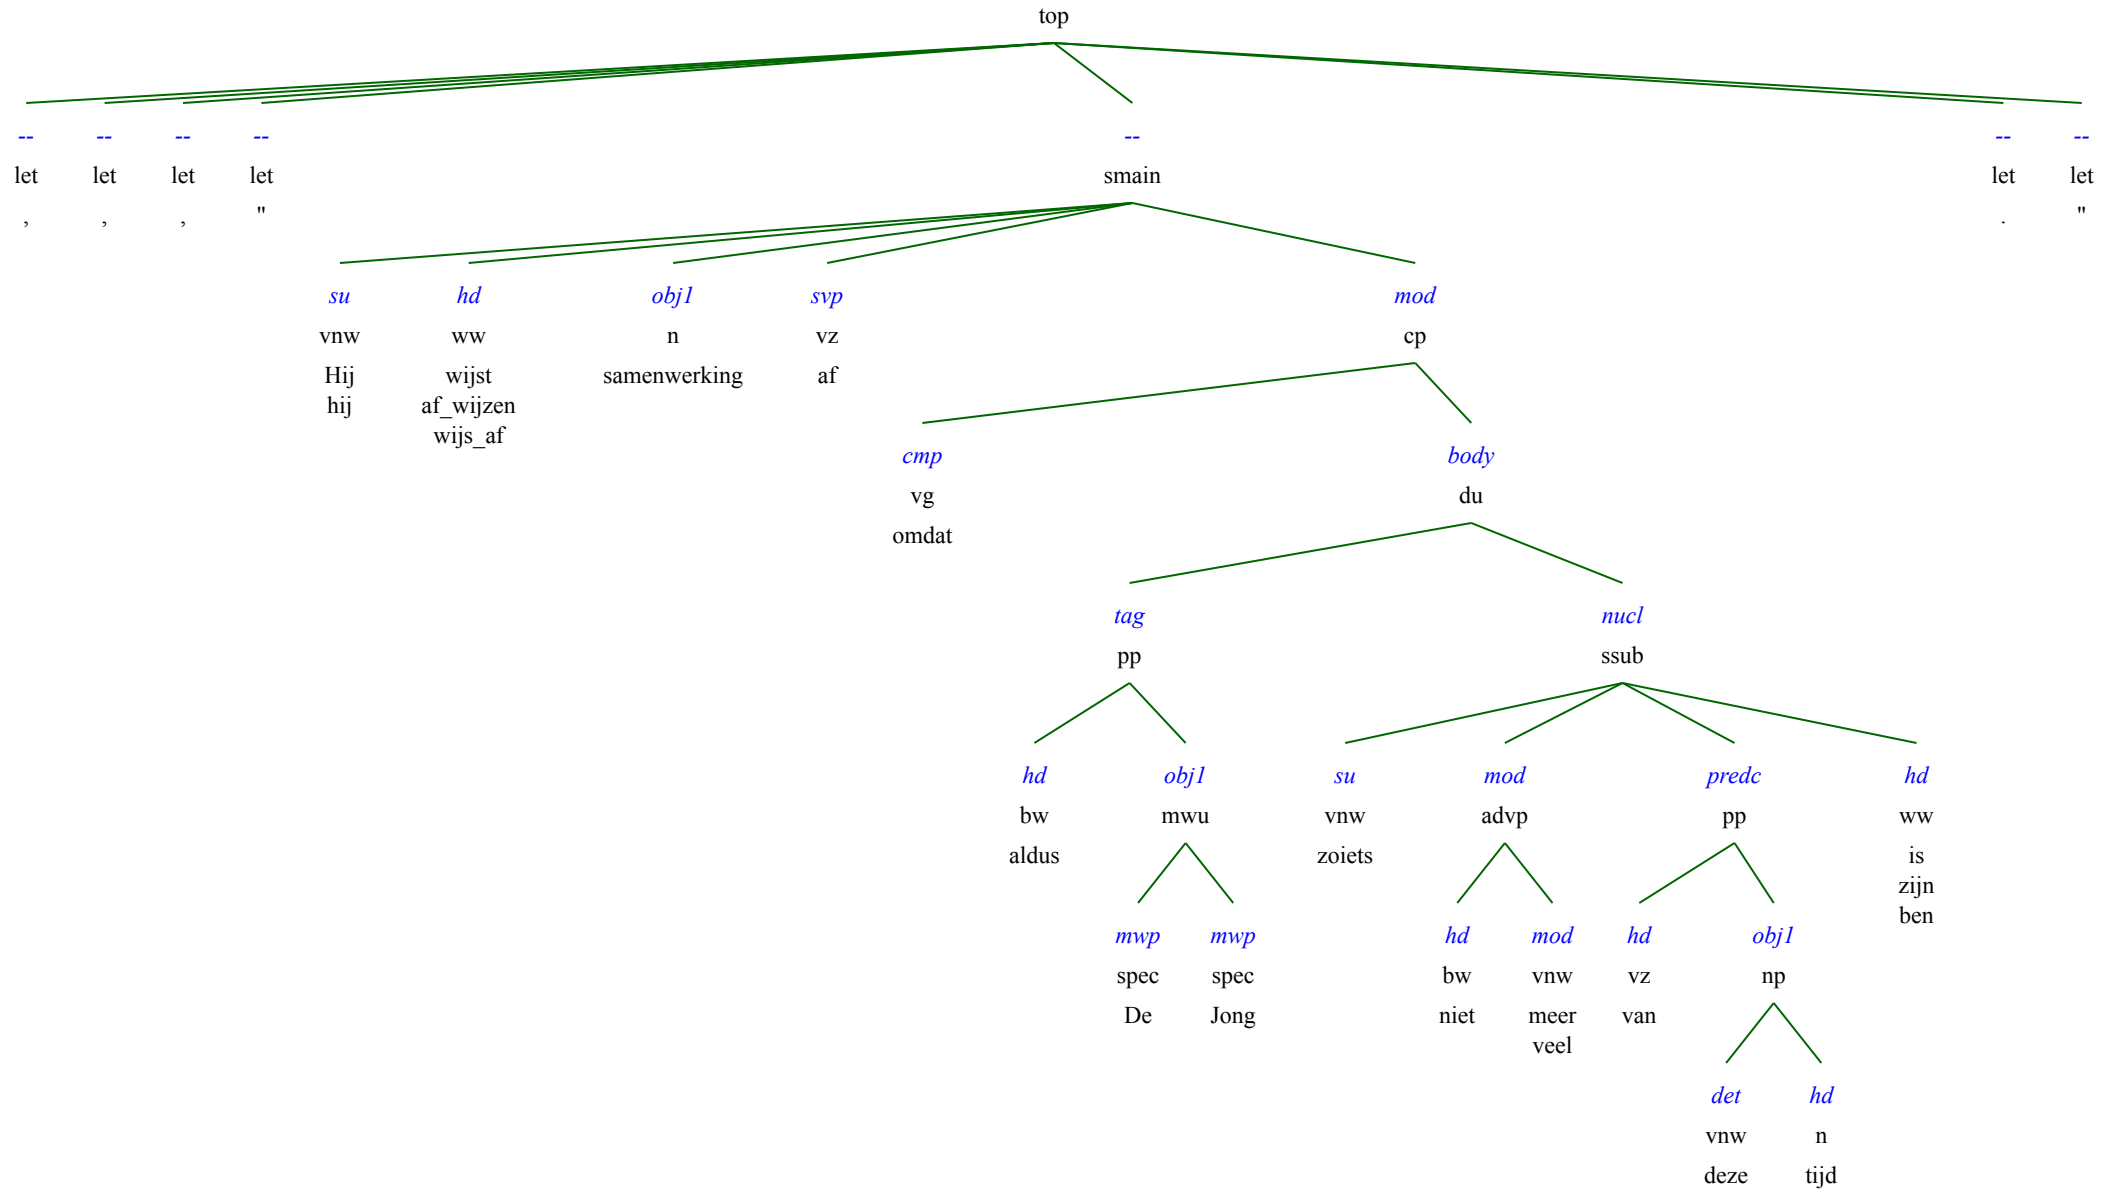 top
-- -- -- -- -- -- --
let let let let smain let let
, , , " . "
su hd obj1 svp mod
vnw ww n vz cp
Hij wijst samenwerking af
hij af_wijzen
wijs_af
cmp body
vg du
omdat
tag nucl
pp ssub
hd obj1 su mod predc hd
bw mwu vnw advp pp ww
aldus zoiets is
zijn
ben
mwp mwp hd mod hd obj1
spec spec bw vnw vz np
De Jong niet meer van
veel
det hd
vnw n
deze tijd